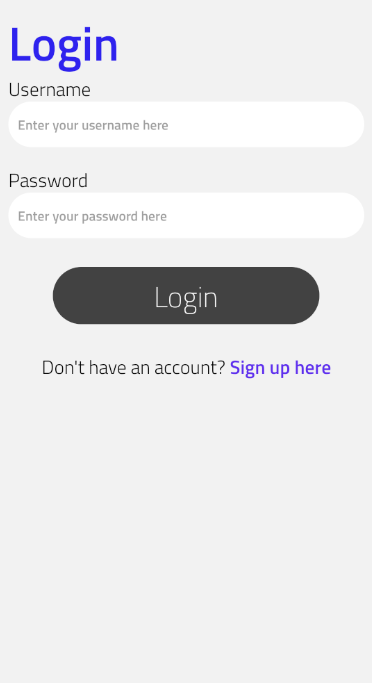 Login
Username
Enter your username here
Password
Enter your password here
Login
Don't have an account? Sign up here